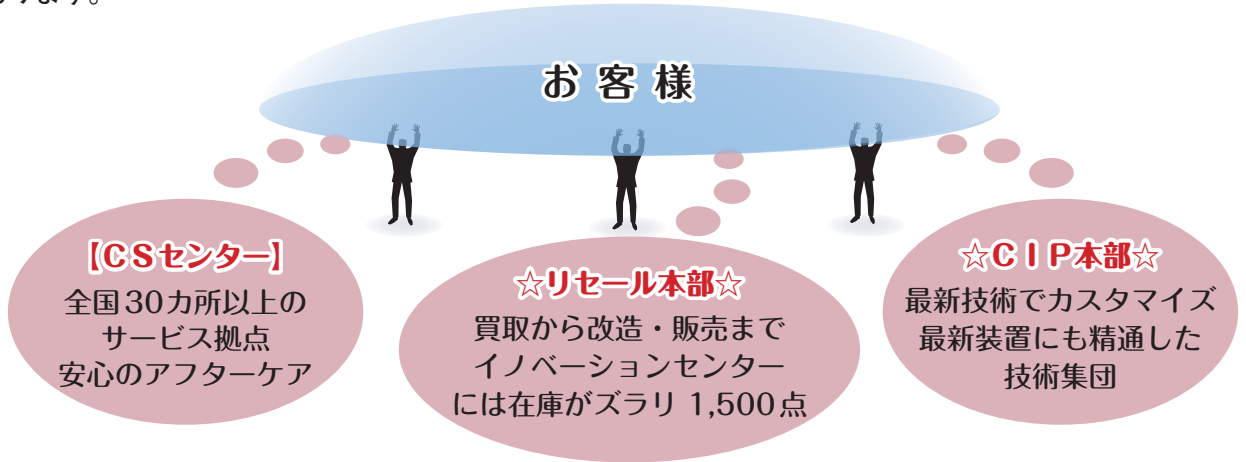 ります。
お客様
【CSセンター】
全国30カ所以上の
サービス拠点
安心のアフターケア
☆リセール本部☆
買取から改造・販売まで
イノベーションセンター
には在庫がズラリ 1,500点
☆CIP本部☆
最新技術でカスタマイズ
最新装置にも精通した
技術集団